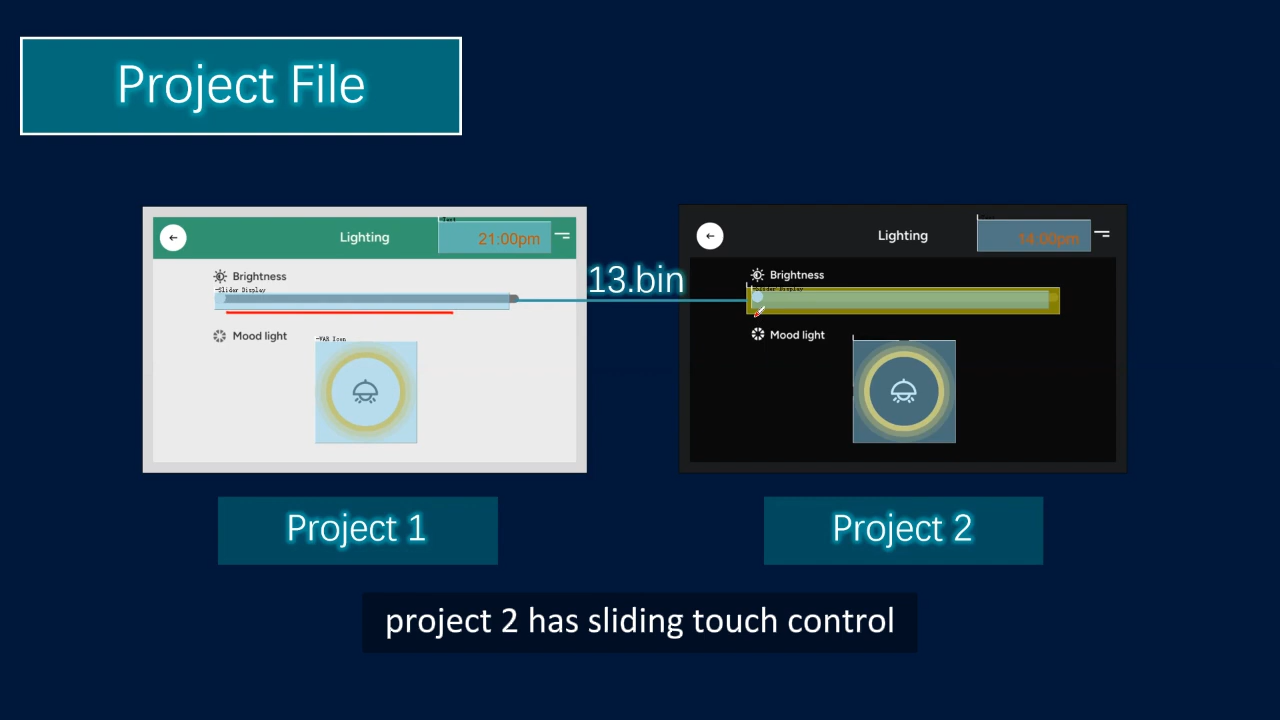 Project File
-Text
Lighting
21:00pm
Brightness
-Slider Display
Mood light
-VAR Icon
13.bin
Lighting
14:00pm
Brightness
-Slider Display
Mood light
Project 1
Project 2
project 2 has sliding touch control